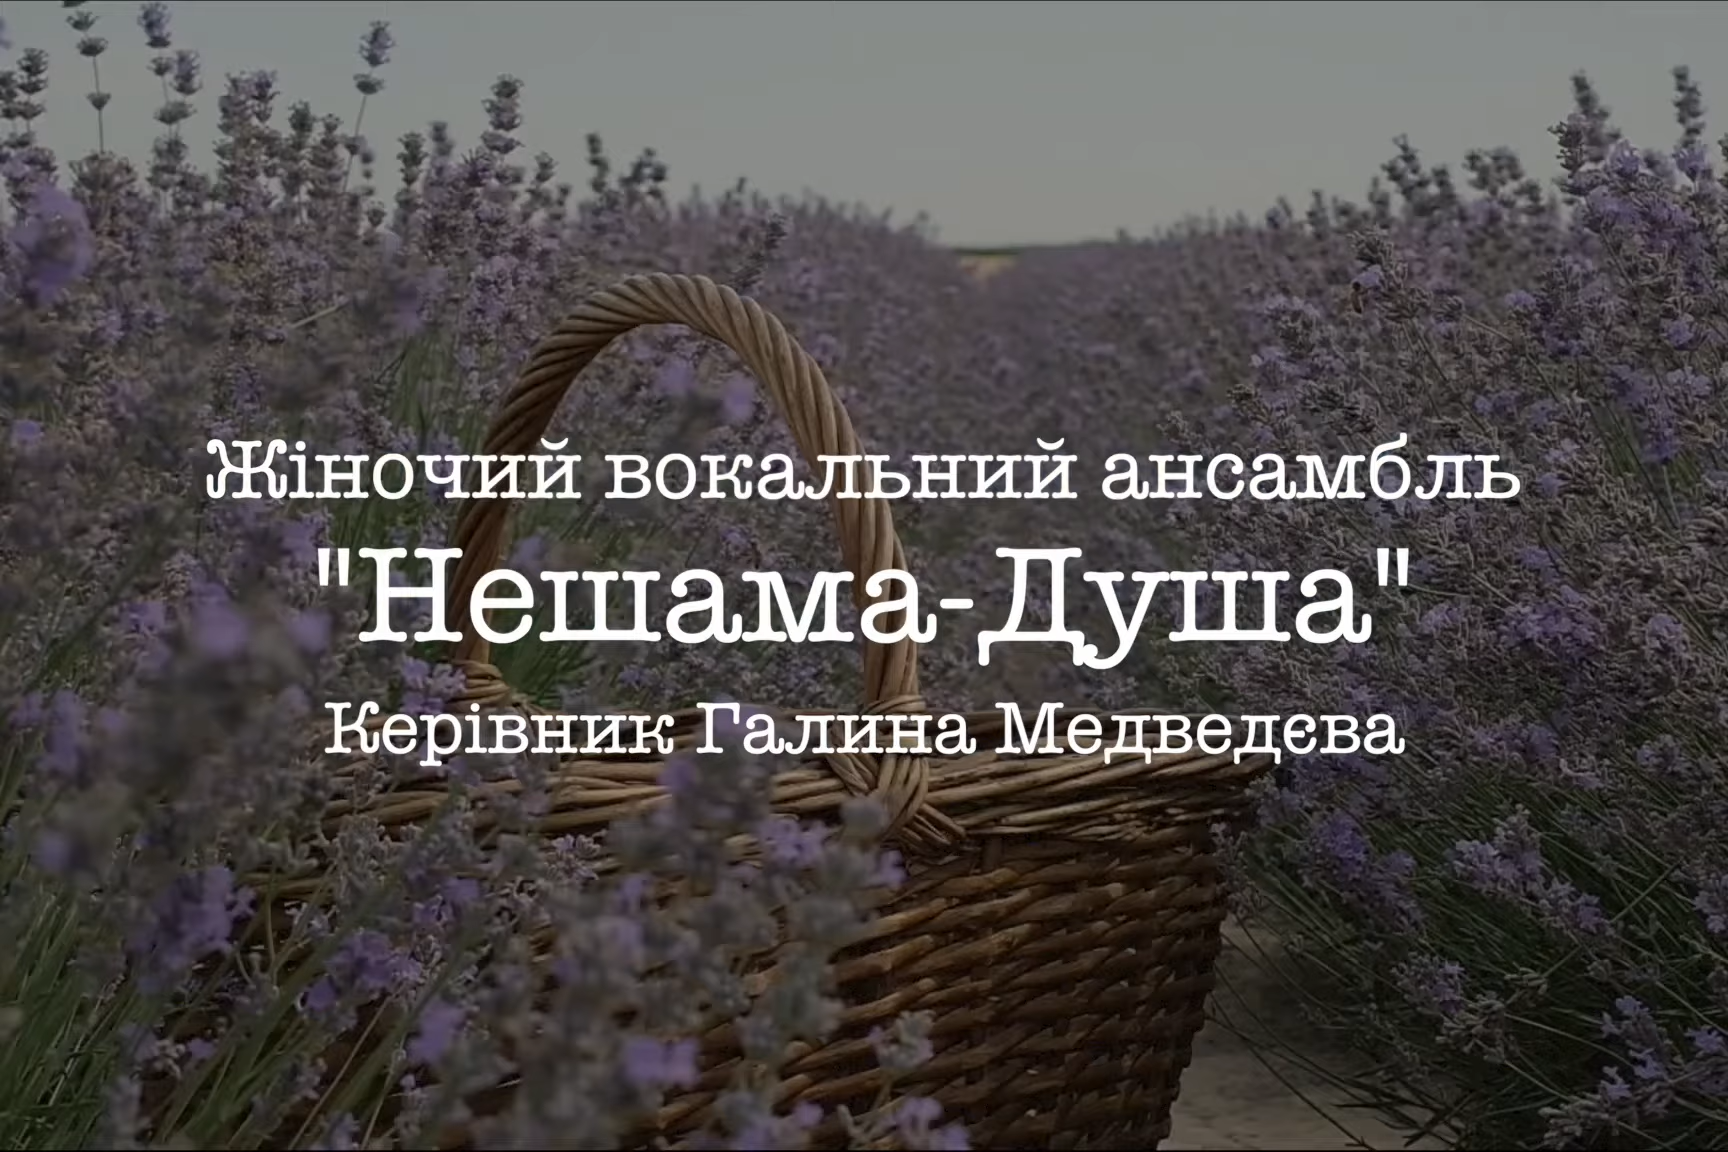 Жіночий вокальний ансамбль
"Нешама-Душа"
Керівник Галина Медведєва